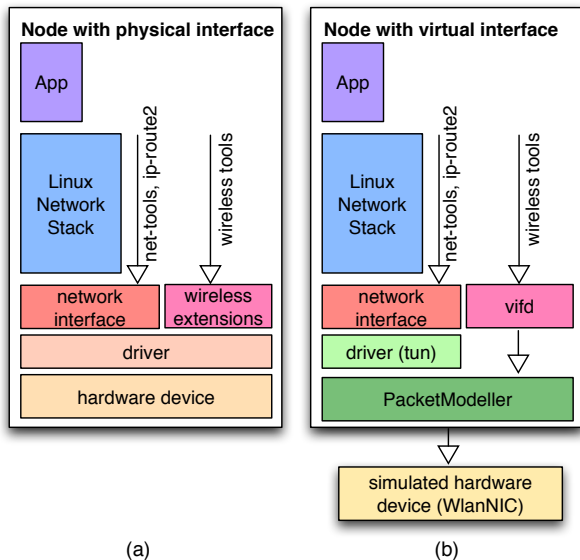 Node with physical interface
App
Linux
Network
Stack
net-tools, ip-route2
wireless tools
network
interface
wireless
extensions
driver
hardware device
(a)
Node with virtual interface
App
Linux
Network
Stack
net-tools, ip-route2
wireless tools
network
interface
vifd
driver (tun)
PacketModeller
simulated hardware
device (WlanNIC)
(b)